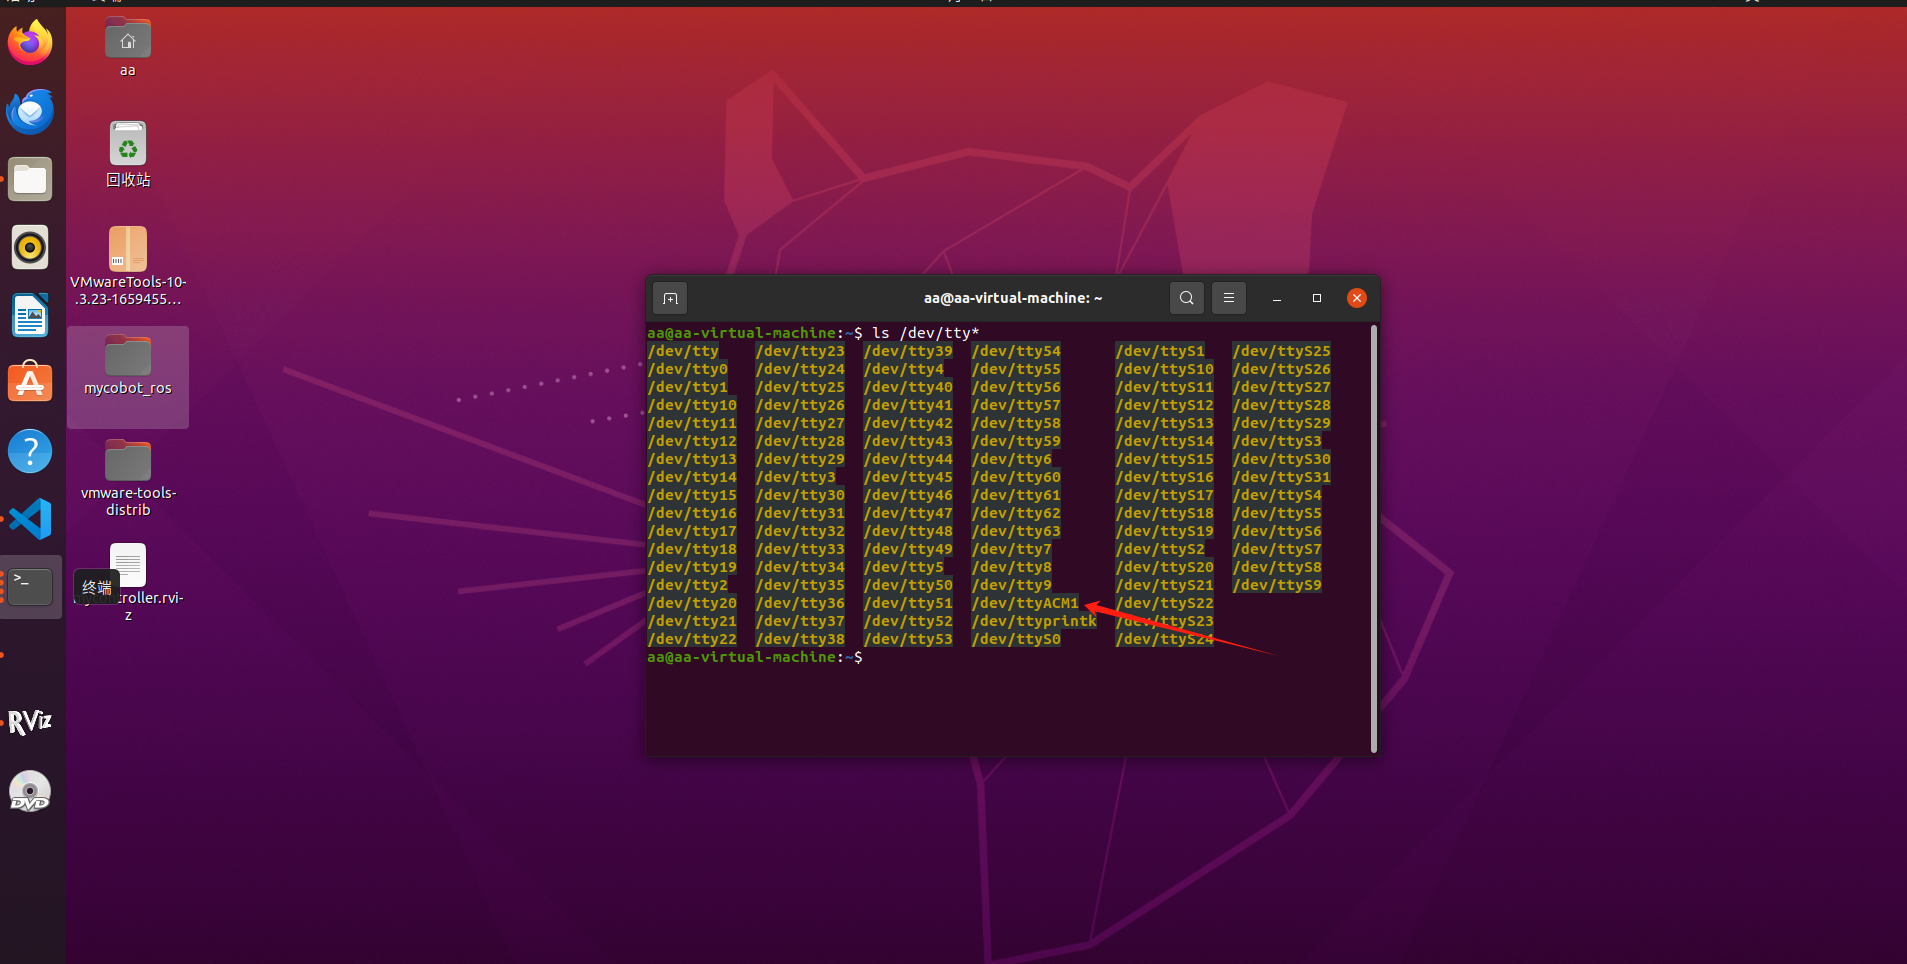 aa
回收站
VMwareTools-10-
.3.23-1659455...
mycobot_ros
vmware-tools-
distrib
终端
troller.rvi-
z
RViz
DVD
aa@aa-virtual-machine: ~
aa@aa-virtual-machine:~$ ls /dev/tty*
/dev/tty /dev/tty23 /dev/tty39 /dev/tty54 /dev/ttyS1 /dev/ttyS25
/dev/tty0 /dev/tty24 /dev/tty4 /dev/tty55 /dev/ttyS10 /dev/ttyS26
/dev/tty1 /dev/tty25 /dev/tty40 /dev/tty56 /dev/ttyS11 /dev/ttyS27
/dev/tty10 /dev/tty26 /dev/tty41 /dev/tty57 /dev/ttyS12 /dev/ttyS28
/dev/tty11 /dev/tty27 /dev/tty42 /dev/tty58 /dev/ttyS13 /dev/ttyS29
/dev/tty12 /dev/tty28 /dev/tty43 /dev/tty59 /dev/ttyS14 /dev/ttyS3
/dev/tty13 /dev/tty29 /dev/tty44 /dev/tty6 /dev/ttyS15 /dev/ttyS30
/dev/tty14 /dev/tty3 /dev/tty45 /dev/tty60 /dev/ttyS16 /dev/ttyS31
/dev/tty15 /dev/tty30 /dev/tty46 /dev/tty61 /dev/ttyS17 /dev/ttyS4
/dev/tty16 /dev/tty31 /dev/tty47 /dev/tty62 /dev/ttyS18 /dev/ttyS5
/dev/tty17 /dev/tty32 /dev/tty48 /dev/tty63 /dev/ttyS19 /dev/ttyS6
/dev/tty18 /dev/tty33 /dev/tty49 /dev/tty7 /dev/ttyS2 /dev/ttyS7
/dev/tty19 /dev/tty34 /dev/tty5 /dev/tty8 /dev/ttyS20 /dev/ttyS8
/dev/tty2 /dev/tty35 /dev/tty50 /dev/tty9 /dev/ttyS21 /dev/ttyS9
/dev/tty20 /dev/tty36 /dev/tty51 /dev/ttyACM1 /dev/ttyS22
/dev/tty21 /dev/tty37 /dev/tty52 /dev/ttyprintk /dev/ttyS23
/dev/tty22 /dev/tty38 /dev/tty53 /dev/ttyS0 /dev/ttyS24
aa@aa-virtual-machine:~$